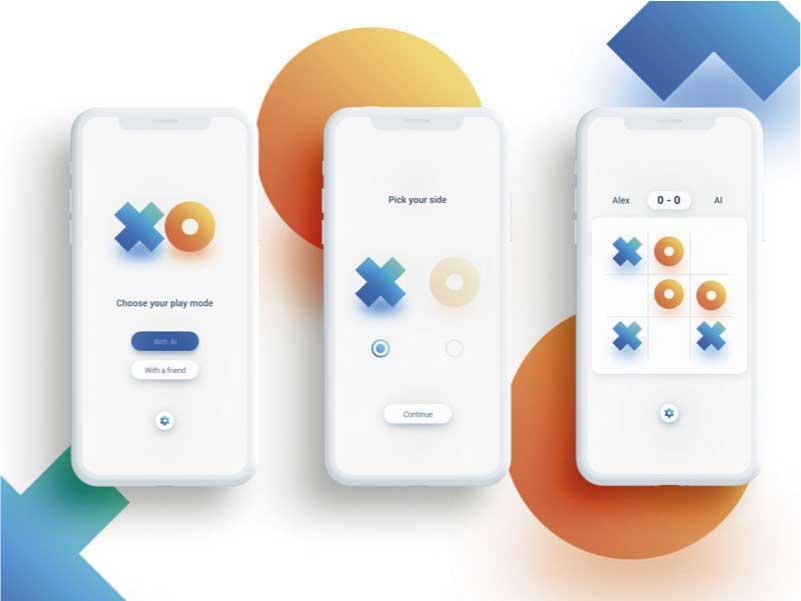 Choose your play mode
With AI
With a friend
Pick your side
Continue
Alex 0 - 0 AI